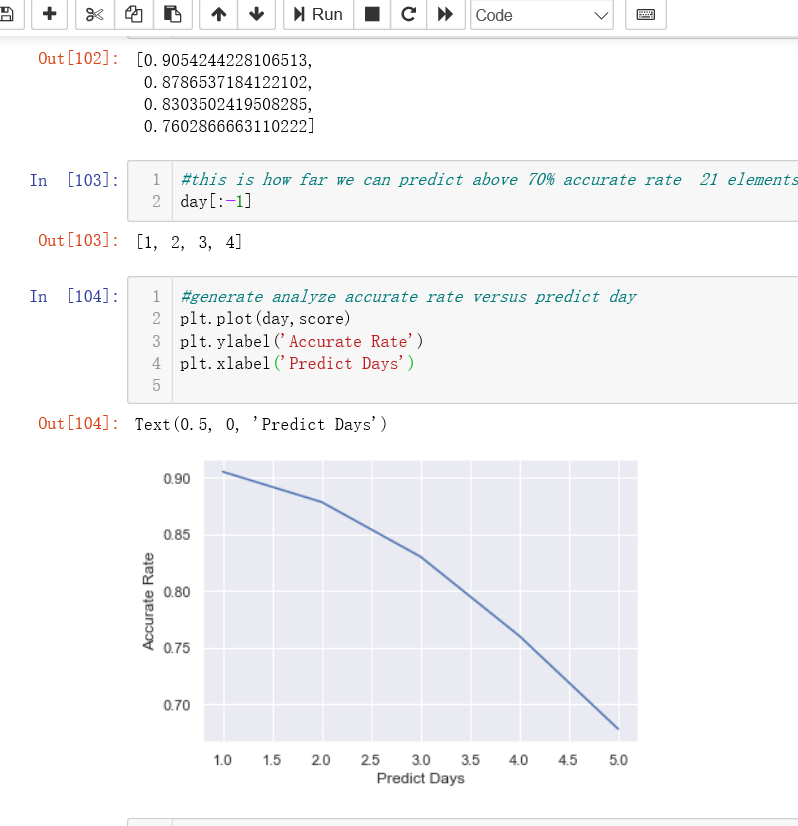 Run
Code
Out[102]: [0.9054244228106513,
0.8786537184122102,
0.8303502419508285,
0.7602866663110222]
In [103]: 1 #this is how far we can predict above 70% accurate rate 21 elements
2 day[:-1]
Out[103]: [1, 2, 3, 4]
In [104]: 1 #generate analyze accurate rate versus predict day
2 plt.plot(day,score)
3 plt.ylabel('Accurate Rate')
4 plt.xlabel('Predict Days')
5
Out[104]: Text(0.5, 0, 'Predict Days')
0.90
0.85
0.80
0.75
0.70
Accurate Rate
1.0 1.5 2.0 2.5 3.0 3.5 4.0 4.5 5.0
Predict Days